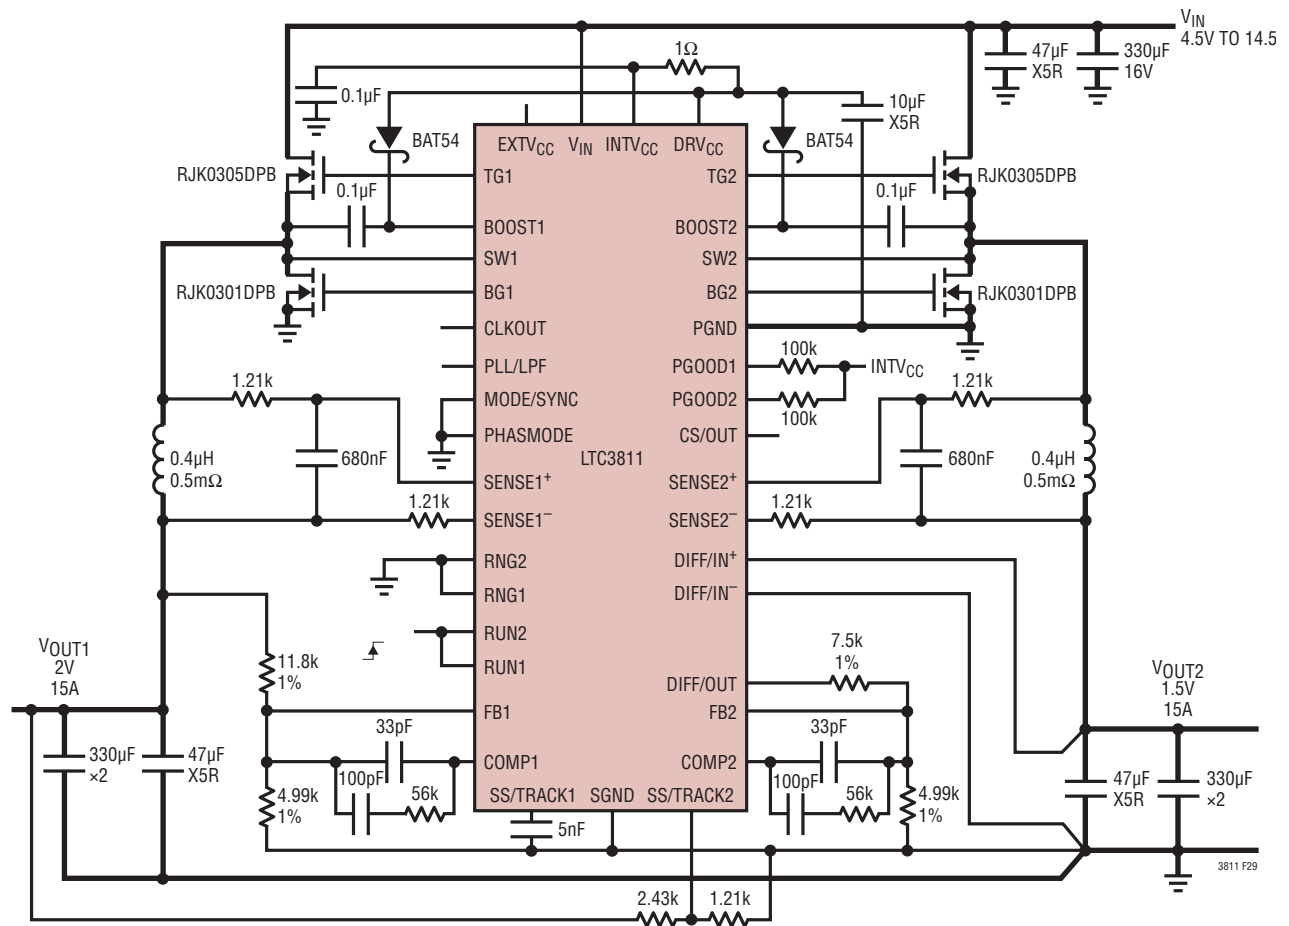 VIN
4.5V TO 14.5
47µF
X5R
330µF
16V
1Ω
0.1µF
10µF
X5R
BAT54
BAT54
EXTVCC
VIN
INTVCC
DRVCC
RJK0305DPB
TG1
TG2
RJK0305DPB
0.1µF
0.1µF
BOOST1
BOOST2
SW1
SW2
RJK0301DPB
BG1
BG2
RJK0301DPB
CLKOUT
PGND
100k
PLL/LPF
PGOOD1
INTVCC
1.21k
1.21k
MODE/SYNC
PGOOD2
100k
PHASMODE
CS/OUT
LTC3811
0.4µH
0.5mΩ
680nF
680nF
0.4µH
0.5mΩ
SENSE1+
SENSE2+
1.21k
1.21k
SENSE1–
SENSE2–
RNG2
DIFF/IN+
RNG1
DIFF/IN–
RUN2
RUN1
7.5k
1%
VOUT1
2V
15A
11.8k
1%
DIFF/OUT
VOUT2
1.5V
15A
FB1
FB2
33pF
33pF
330µF
×2
47µF
X5R
COMP1
COMP2
100pF
56k
100pF
56k
47µF
X5R
330µF
×2
4.99k
1%
4.99k
1%
SS/TRACK1
SGND
SS/TRACK2
5nF
3811 F29
2.43k
1.21k